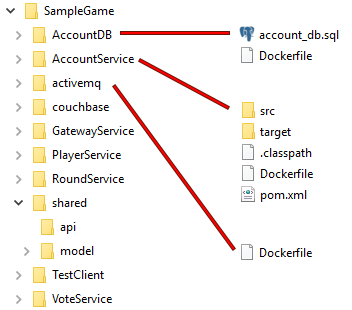 SampleGame
AccountDB
AccountService
activemq
couchbase
GatewayService
PlayerService
RoundService
shared
api
model
TestClient
VoteService
account_db.sql
Dockerfile
src
target
.classpath
Dockerfile
pom.xml
Dockerfile